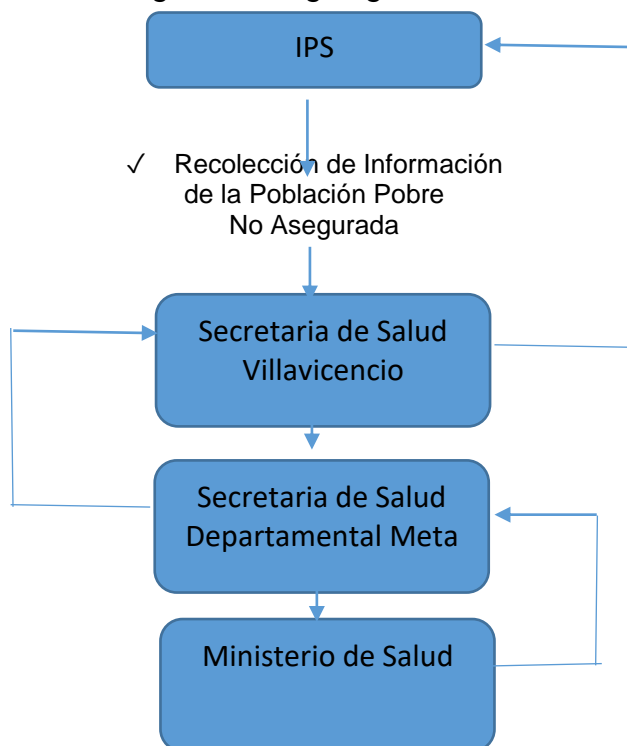 IPS
✓ Recolección de Información
de la Población Pobre
No Asegurada
Secretaria de Salud
Villavicencio
Secretaria de Salud
Departamental Meta
Ministerio de Salud